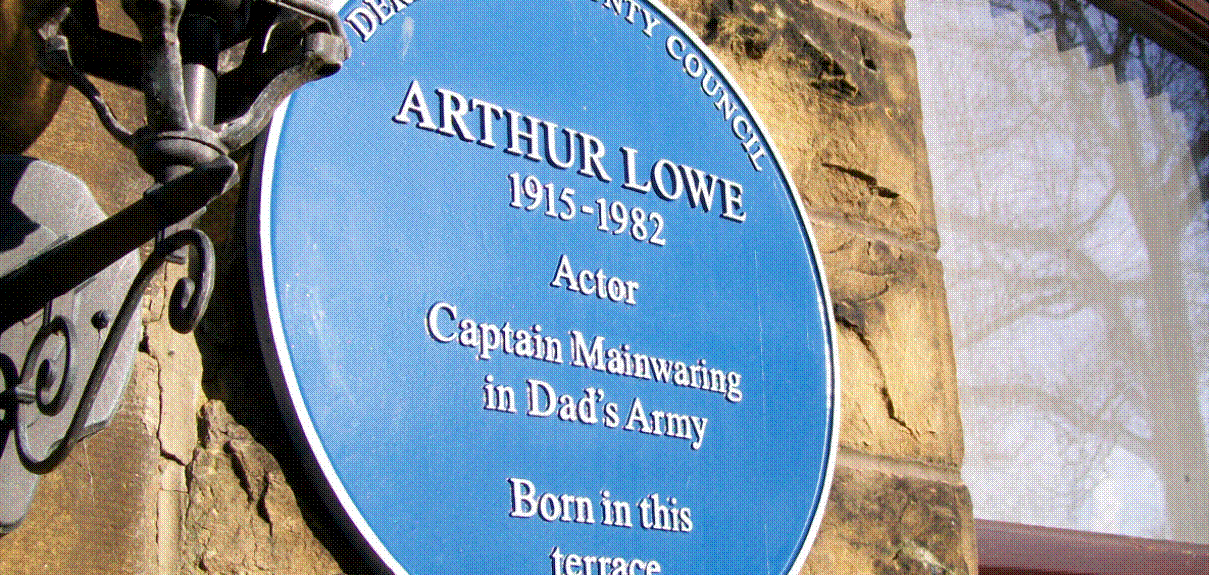 COUNCIL
ARTHUR LOWE
1915-1982
Actor
Captain Mainwaring
in Dad's Army
Born in this
terrace